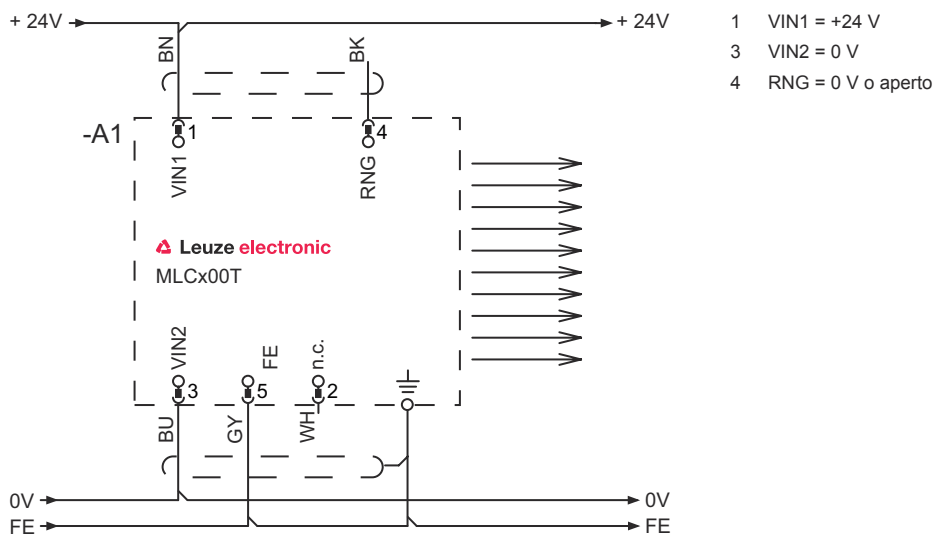 + 24V
+ 24V
1 VIN1 = +24 V
3 VIN2 = 0 V
4 RNG = 0 V o aperto
BN
BK
-A1
1
4
VIN1
RNG
Leuze electronic
MLCx00T
VIN2
FE
n.c.
3
5
2
BU
GY
WH
0V
0V
FE
FE